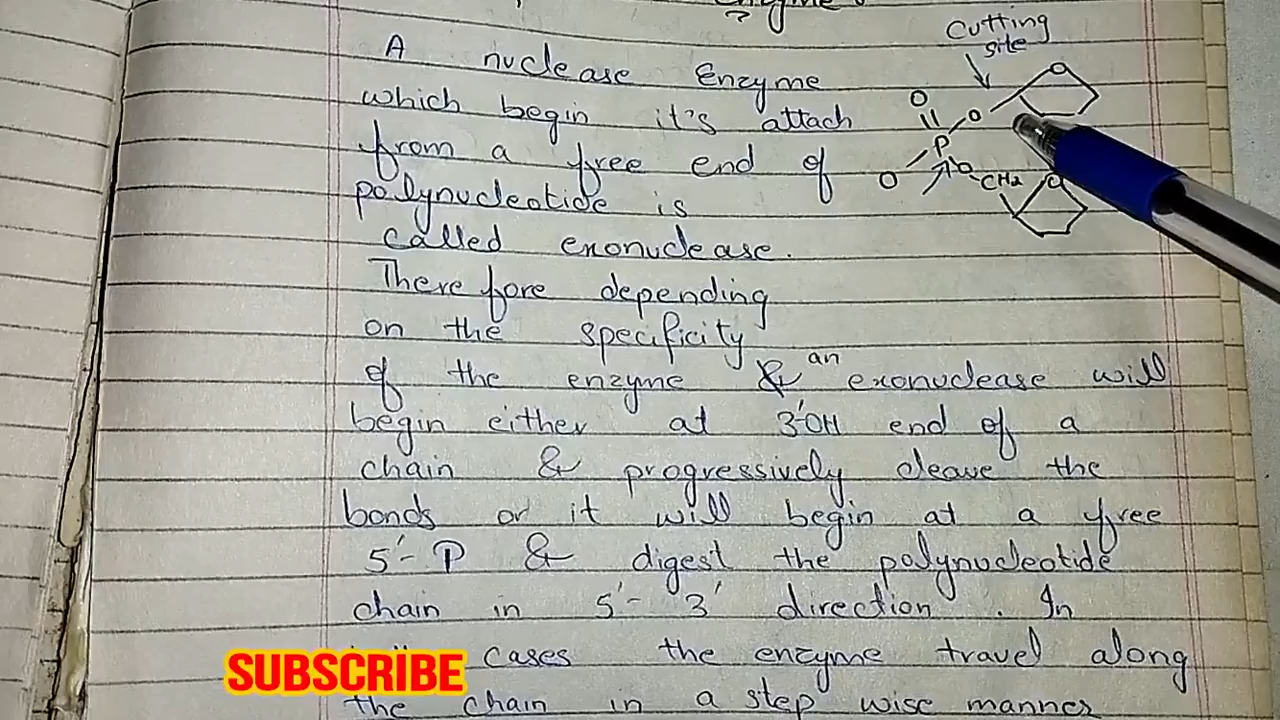 Enzyme
?
Cutting
site
A nuclease Enzyme
which begin it's attach
from a free end of
polynucleotide is
called exonuclease.
There fore depending
on the specificity
of the enzyme & an exonuclease will
begin either at 3'OH end of a
chain & progressively cleave the
bonds or it will begin at a free
5'-P & digest the polynucleotide
chain in 5'-3' direction. In
cases the enzyme travel along
the chain in a step wise manner
O
O
O
P
O
O
CH2
O
SUBSCRIBE